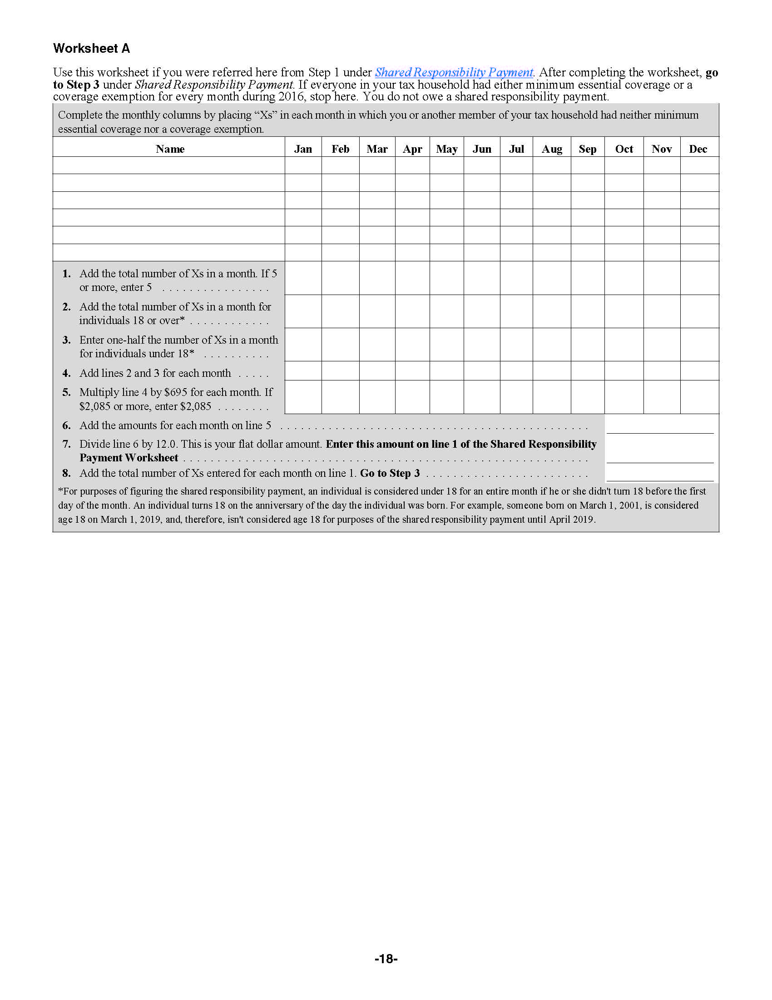 Worksheet A
Use this worksheet if you were referred here from Step 1 under Shared Responsibility Payment. After completing the worksheet, go
to Step 3 under Shared Responsibility Payment. If everyone in your tax household had either minimum essential coverage or a
coverage exemption for every month during 2016, stop here. You do not owe a shared responsibility payment.
Complete the monthly columns by placing “Xs” in each month in which you or another member of your tax household had neither minimum
essential coverage nor a coverage exemption.
Name Jan Feb Mar Apr May Jun Jul Aug Sep Oct Nov Dec
1. Add the total number of Xs in a month. If 5
or more, enter 5 . . . . . . . . . . . . . . . .
2. Add the total number of Xs in a month for
individuals 18 or over* . . . . . . . . . . . .
3. Enter one-half the number of Xs in a month
for individuals under 18* . . . . . . . . . .
4. Add lines 2 and 3 for each month . . . . .
5. Multiply line 4 by $695 for each month. If
$2,085 or more, enter $2,085 . . . . . . . .
6. Add the amounts for each month on line 5 . . . . . . . . . . . . . . . . . . . . . . . . . . . . . . . . . . . . . . . . . . . . .
7. Divide line 6 by 12.0. This is your flat dollar amount. Enter this amount on line 1 of the Shared Responsibility
Payment Worksheet . . . . . . . . . . . . . . . . . . . . . . . . . . . . . . . . . . . . . . . . . . . . . . . . . . . . . . . . . . .
8. Add the total number of Xs entered for each month on line 1. Go to Step 3 . . . . . . . . . . . . . . . . . . . . . . . .
*For purposes of figuring the shared responsibility payment, an individual is considered under 18 for an entire month if he or she didn't turn 18 before the first
day of the month. An individual turns 18 on the anniversary of the day the individual was born. For example, someone born on March 1, 2001, is considered
age 18 on March 1, 2019, and, therefore, isn't considered age 18 for purposes of the shared responsibility payment until April 2019.
-18-